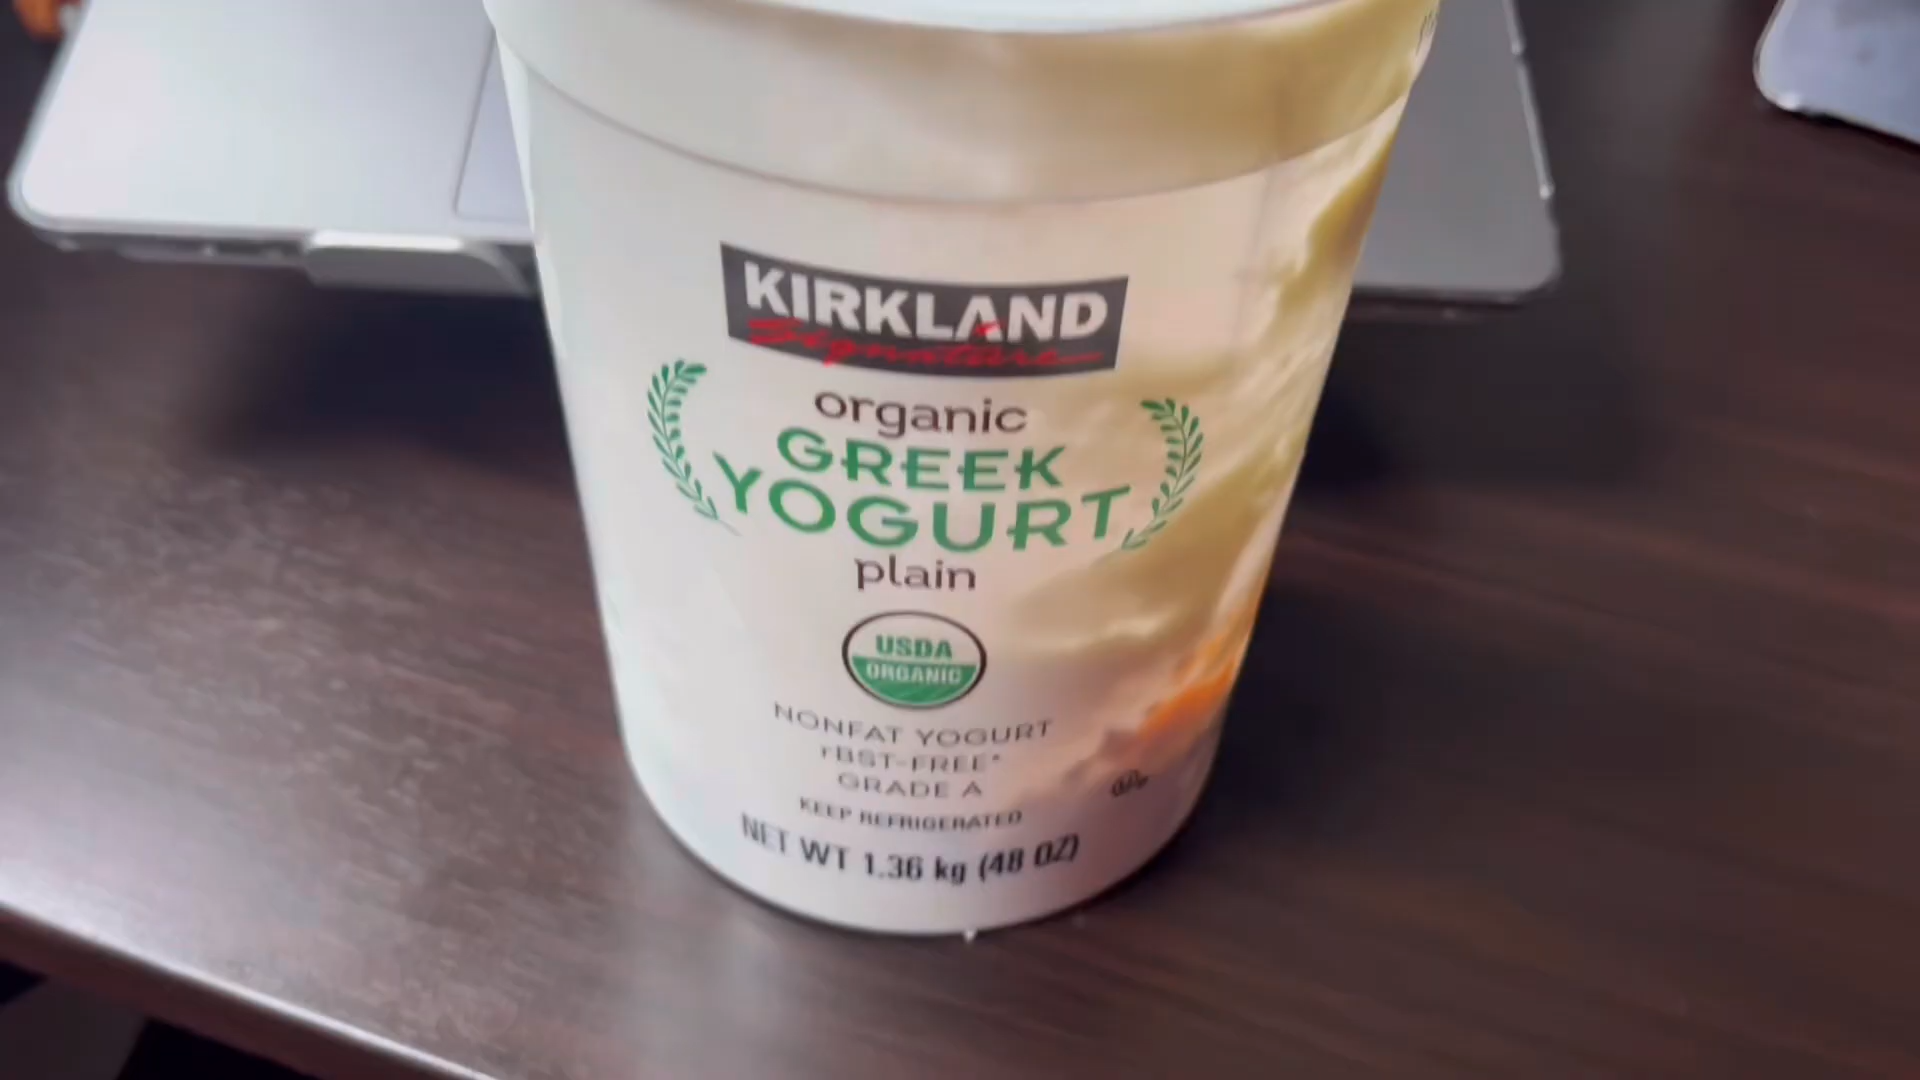 KIRKLAND
Signature
organic
GREEK
YOGURT
plain
USDA
ORGANIC
NONFAT YOGURT
rBST-FREE*
GRADE A
KEEP REFRIGERATED
NET WT 1.36 kg (48 OZ)